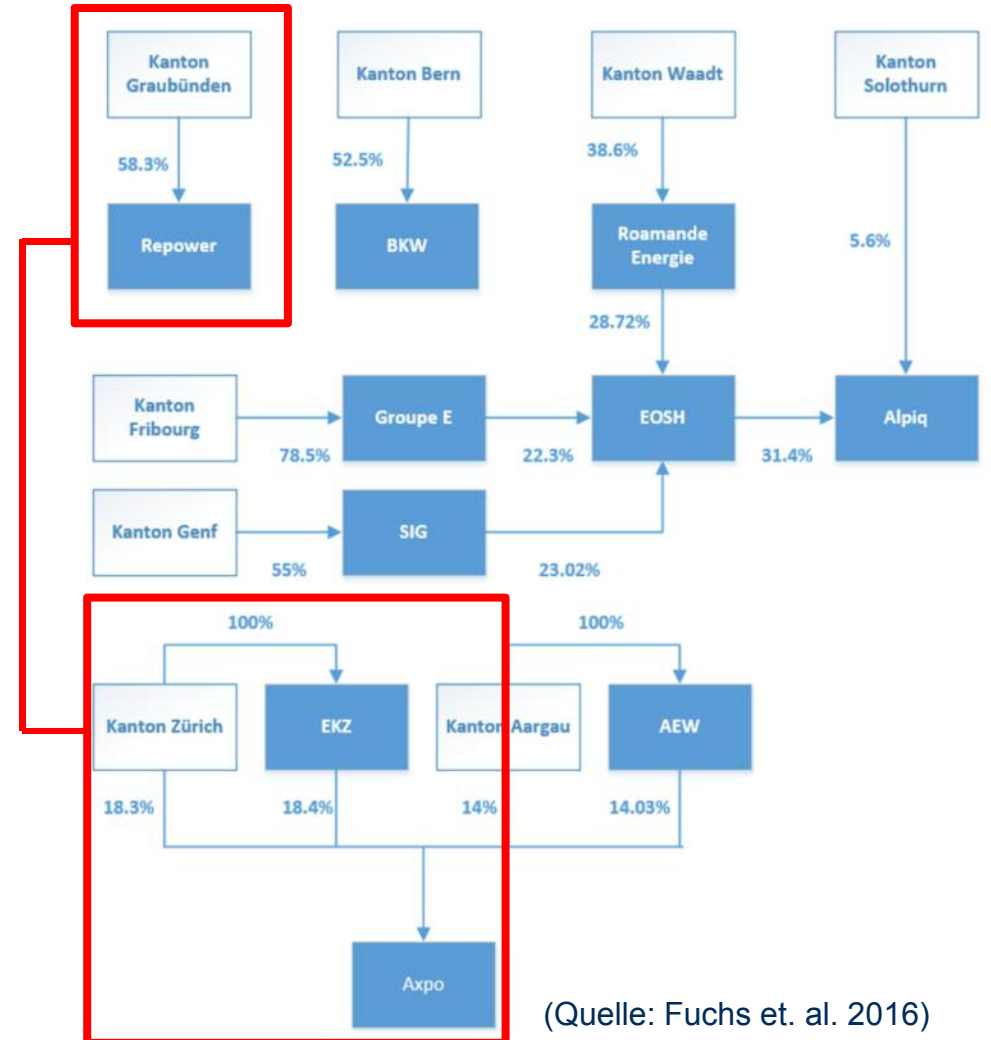 Kanton
Graubünden
Kanton Bern
Kanton Waadt
Kanton
Solothurn
58.3%
52.5%
38.6%
5.6%
Repower
BKW
Roamande
Energie
28.72%
Kanton
Fribourg
Groupe E
EOSH
Alpiq
78.5%
22.3%
31.4%
Kanton Genf
SIG
55%
23.02%
100%
100%
Kanton Zürich
EKZ
Kanton Aargau
AEW
18.3%
18.4%
14%
14.03%
Axpo
(Quelle: Fuchs et. al. 2016)